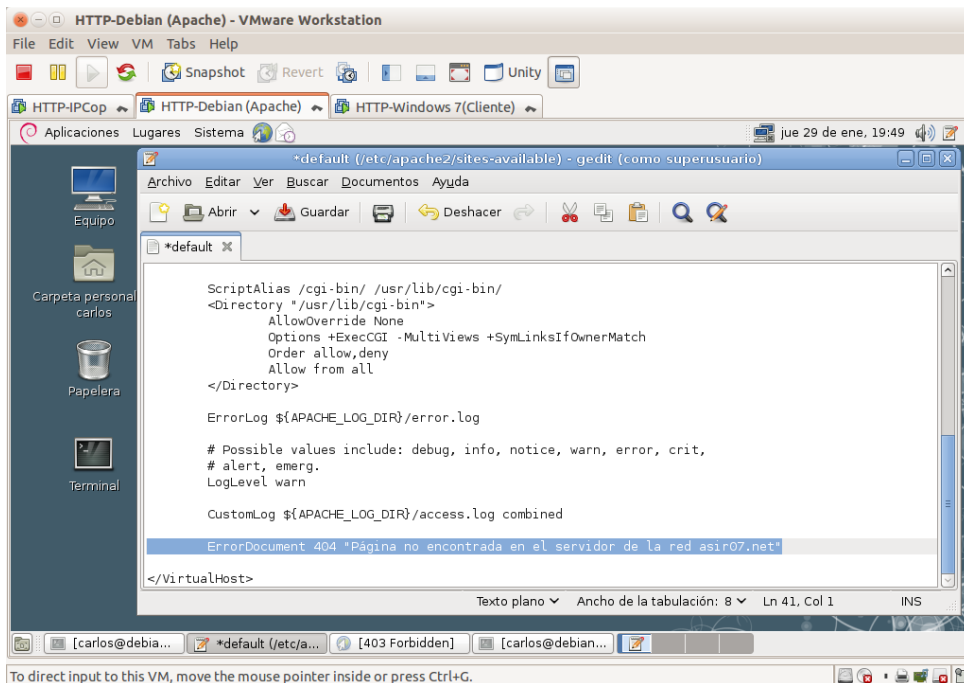 HTTP-Debian (Apache) - VMware Workstation
File Edit View VM Tabs Help
Snapshot Revert Unity
HTTP-IPCop HTTP-Debian (Apache) HTTP-Windows 7(Cliente)
Aplicaciones Lugares Sistema jue 29 de ene, 19:49
*default (/etc/apache2/sites-available) - gedit (como superusuario)
Archivo Editar Ver Buscar Documentos Ayuda
Abrir Guardar Deshacer
*default
Equipo
Carpeta personal
carlos
Papelera
Terminal
ScriptAlias /cgi-bin/ /usr/lib/cgi-bin/
<Directory "/usr/lib/cgi-bin">
AllowOverride None
Options +ExecCGI -MultiViews +SymLinksIfOwnerMatch
Order allow,deny
Allow from all
</Directory>
ErrorLog ${APACHE_LOG_DIR}/error.log
# Possible values include: debug, info, notice, warn, error, crit,
# alert, emerg.
LogLevel warn
CustomLog ${APACHE_LOG_DIR}/access.log combined
ErrorDocument 404 "Página no encontrada en el servidor de la red asir07.net"
</VirtualHost>
Texto plano Ancho de la tabulación: 8 Ln 41, Col 1 INS
[carlos@debia... *default (/etc/a... [403 Forbidden] [carlos@debian...
To direct input to this VM, move the mouse pointer inside or press Ctrl+G.